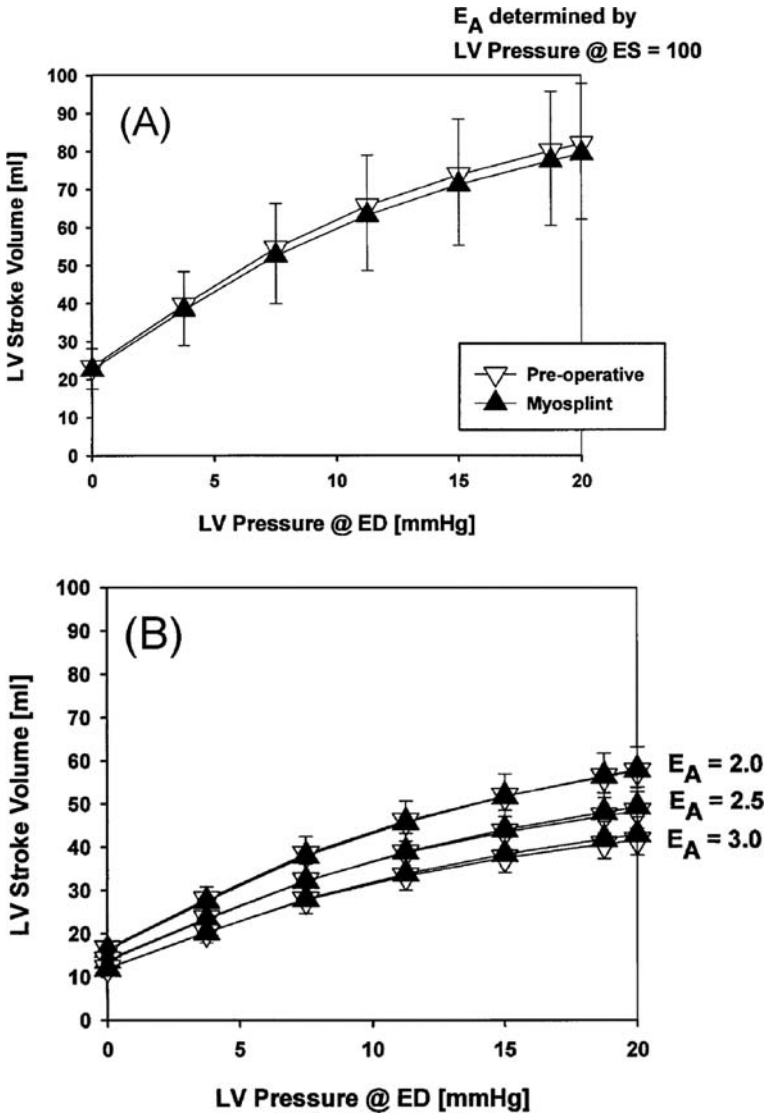 E_A determined by
LV Pressure @ ES = 100
(A)
LV Stroke Volume [ml]
100
90
80
70
60
50
40
30
20
10
0
0 5 10 15 20
LV Pressure @ ED [mmHg]
Pre-operative
Myosplint
(B)
LV Stroke Volume [ml]
100
90
80
70
60
50
40
30
20
10
0
0 5 10 15 20
LV Pressure @ ED [mmHg]
E_A = 2.0
E_A = 2.5
E_A = 3.0